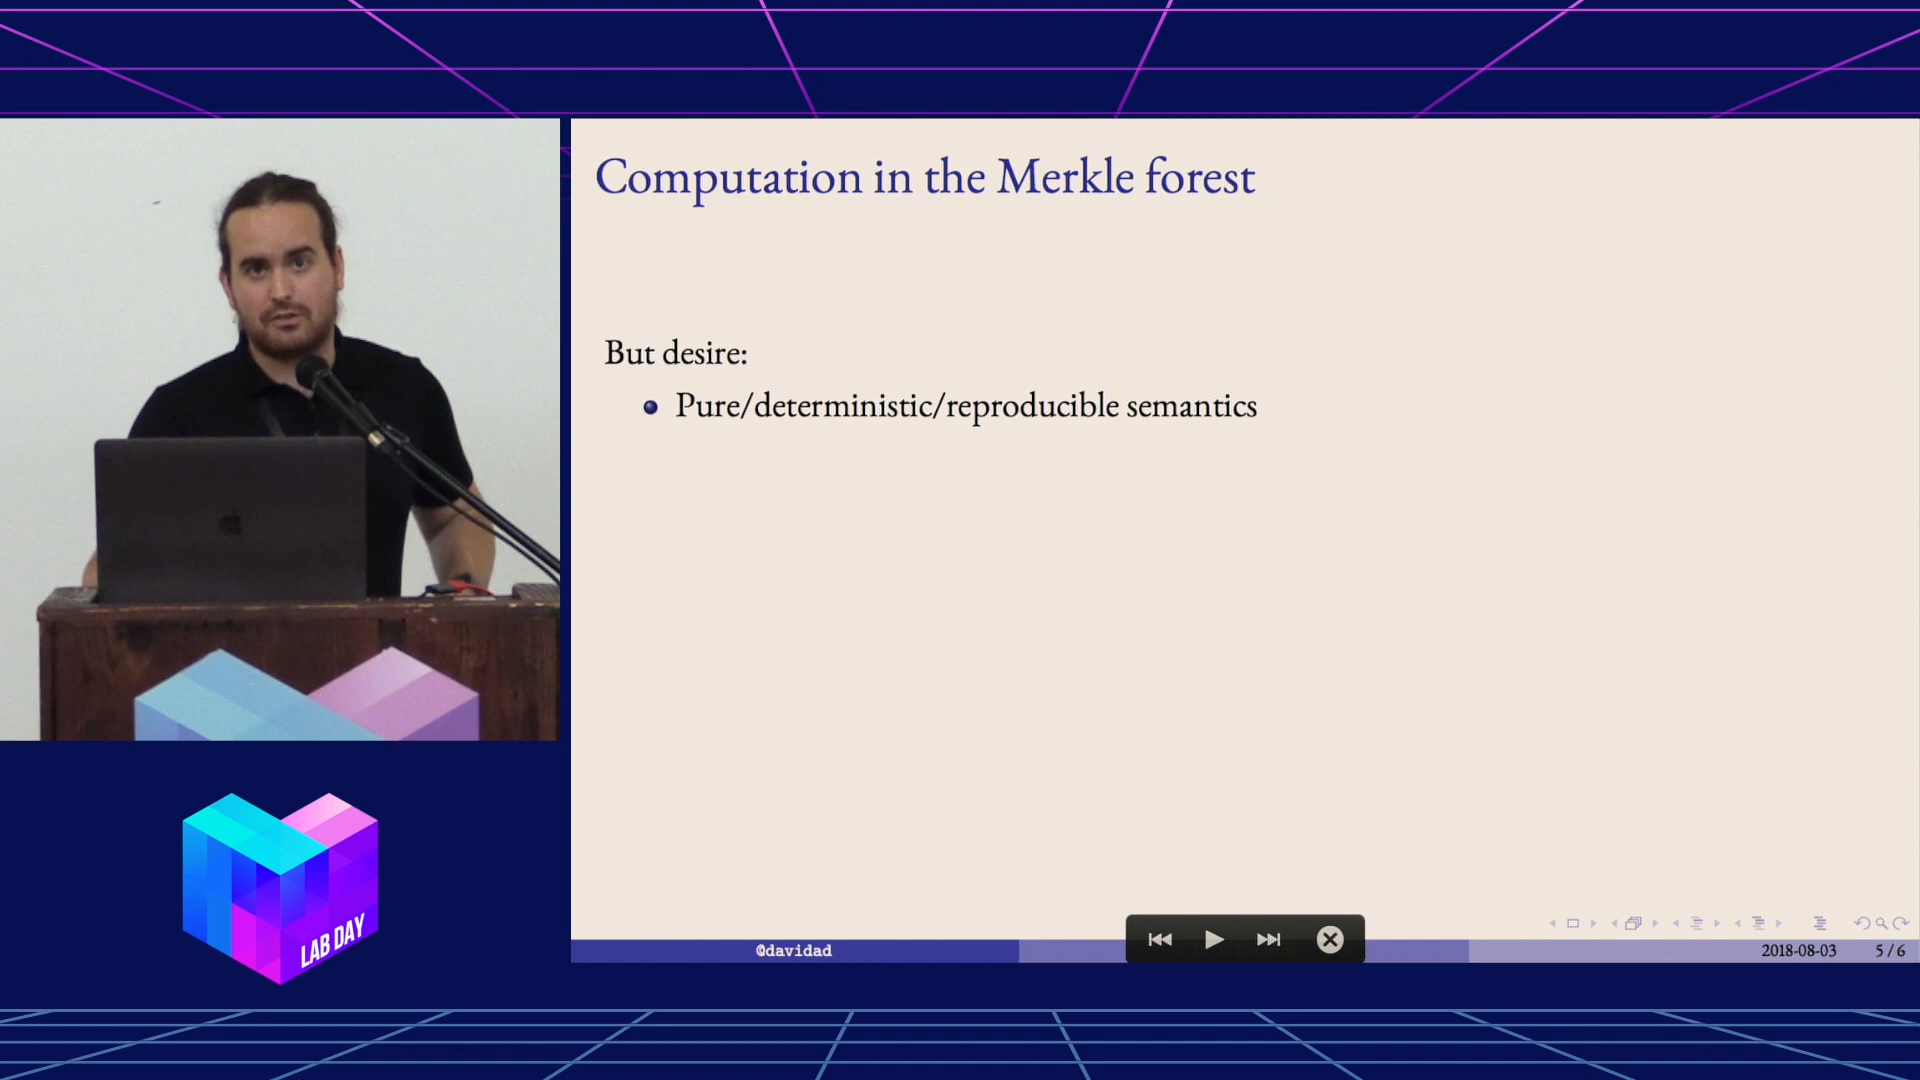 Computation in the Merkle forest
But desire:
Pure/deterministic/reproducible semantics
LAB DAY
@davidad
2018-08-03
5 / 6